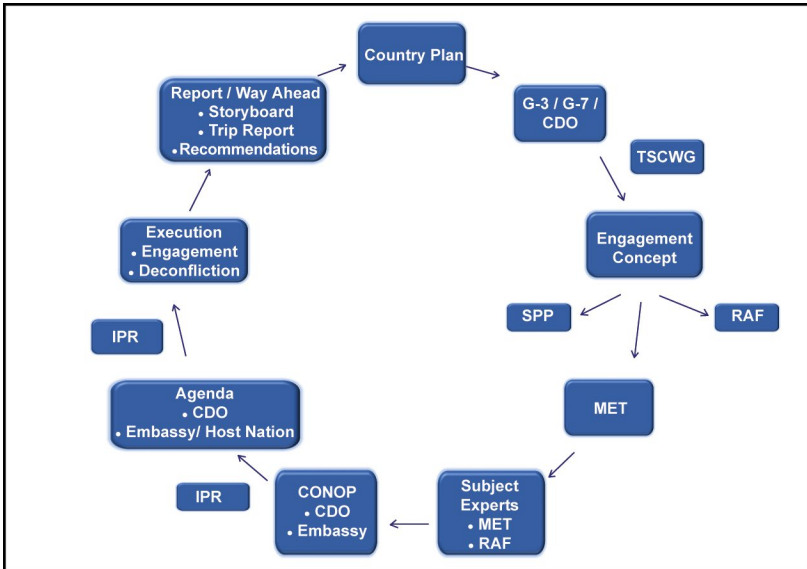 Country Plan
G-3 / G-7 /
CDO
TSCWG
Engagement
Concept
SPP
RAF
MET
Subject
Experts
• MET
• RAF
CONOP
• CDO
• Embassy
IPR
Agenda
• CDO
• Embassy/ Host Nation
IPR
Execution
• Engagement
• Deconfliction
Report / Way Ahead
• Storyboard
• Trip Report
• Recommendations